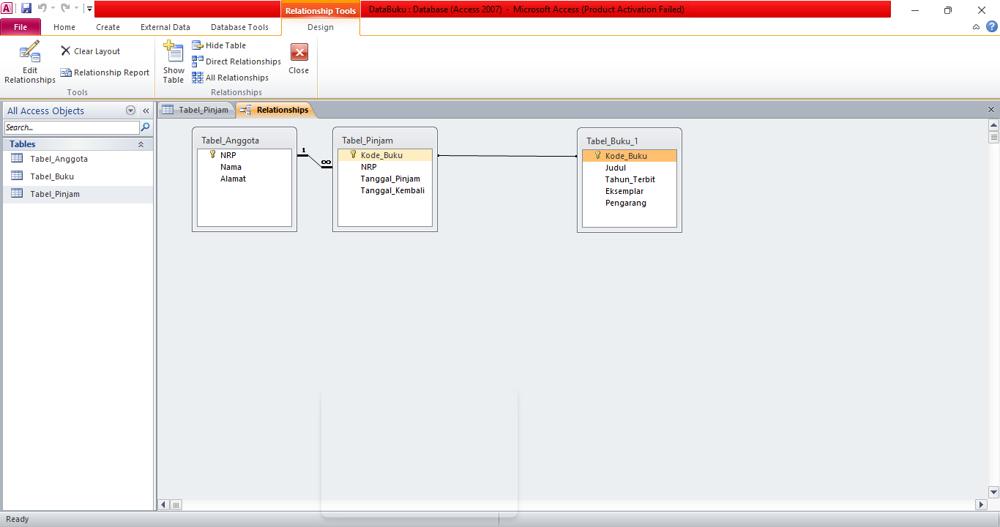 A
Relationship Tools
DataBuku : Database (Access 2007) - Microsoft Access (Product Activation Failed)
File
Home
Create
External Data
Database Tools
Design
?
Edit
Relationships
Clear Layout
Relationship Report
Tools
Show
Table
Hide Table
Direct Relationships
All Relationships
Close
Relationships
All Access Objects
«
Search...
Tables
Tabel_Anggota
Tabel_Buku
Tabel_Pinjam
Tabel_Pinjam
Relationships
Tabel_Anggota
NRP
Nama
Alamat
1
∞
Tabel_Pinjam
Kode_Buku
NRP
Tanggal_Pinjam
Tanggal_Kembali
Tabel_Buku_1
Kode_Buku
Judul
Tahun_Terbit
Eksemplar
Pengarang
Ready